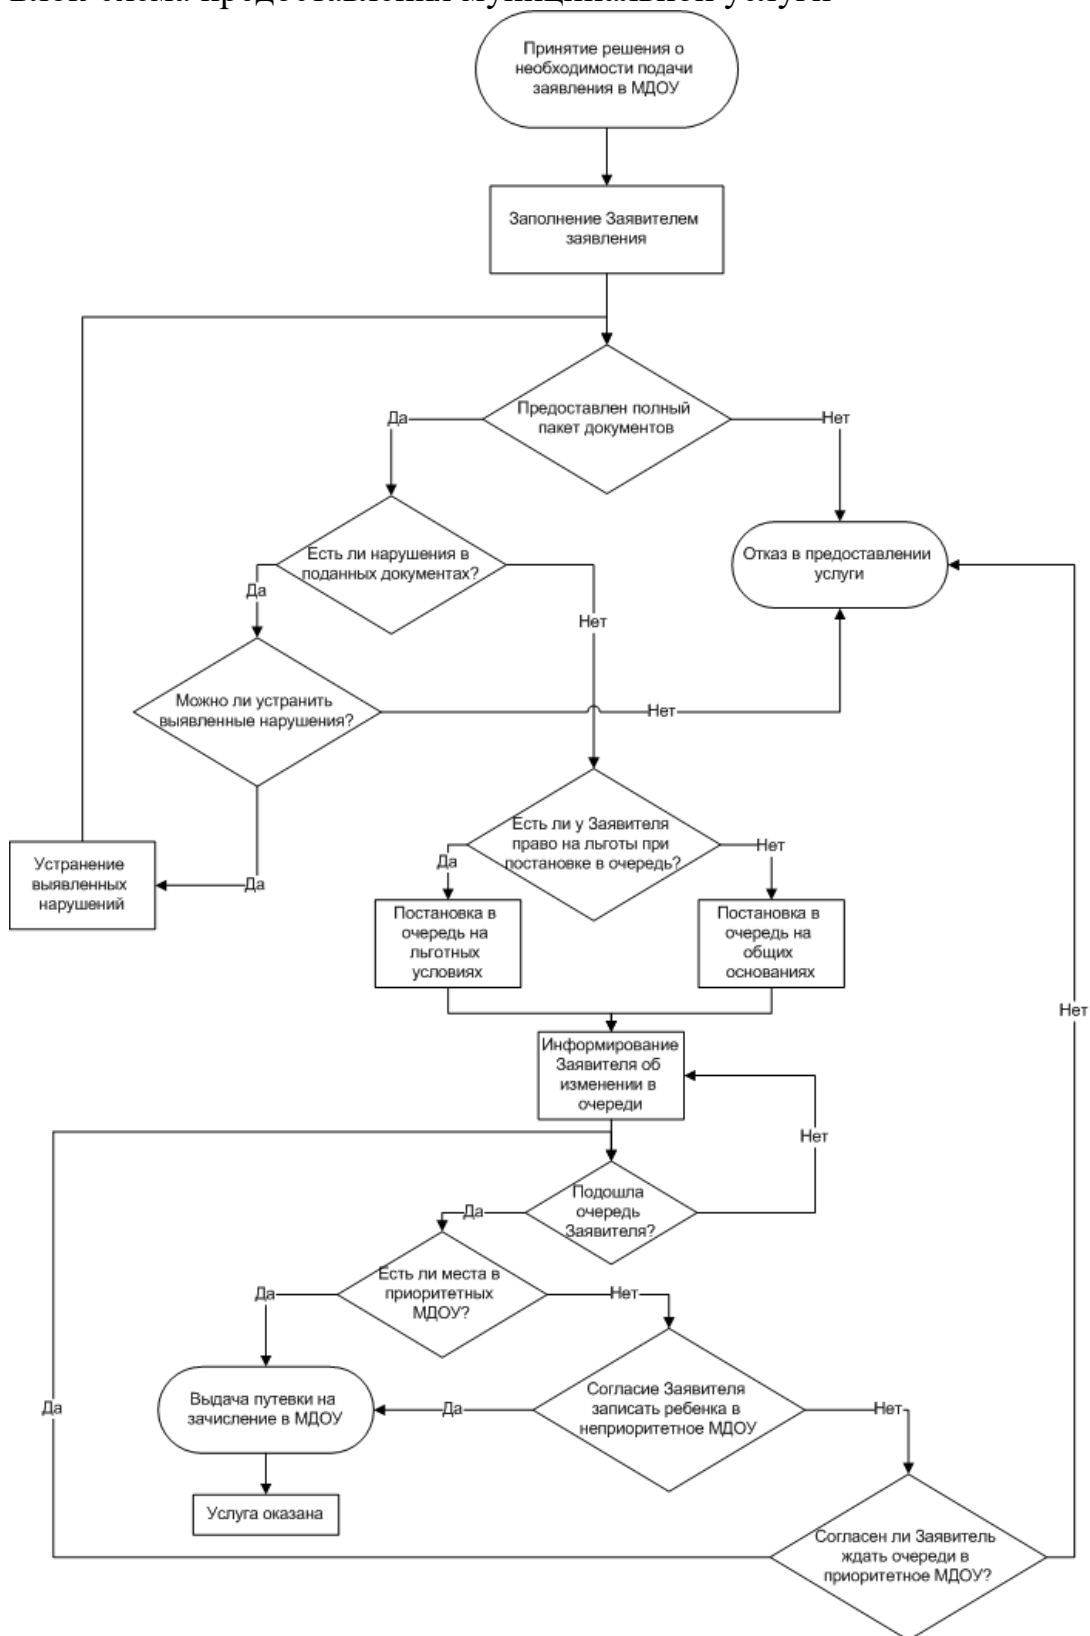 Блок-схема предоставления муниципальной услуги
Принятие решения о
необходимости подачи
заявления в МДОУ
Заполнение Заявителем
заявления
Предоставлен полный
пакет документов
Да
Нет
Есть ли нарушения в
поданных документах?
Отказ в предоставлении
услуги
Да
Нет
Можно ли устранить
выявленные нарушения?
Нет
Есть ли у Заявителя
право на льготы при
постановке в очередь?
Да
Нет
Устранение
выявленных
нарушений
Да
Постановка в
очередь на
льготных
условиях
Постановка в
очередь на
общих
основаниях
Нет
Информирование
Заявителя об
изменении в
очереди
Нет
Подошла
очередь
Заявителя?
Да
Есть ли места в
приоритетных
МДОУ?
Да
Нет
Согласие Заявителя
записать ребенка в
неприоритетное МДОУ
Выдача путевки на
зачисление в МДОУ
Да
Да
Нет
Услуга оказана
Согласен ли Заявитель
ждать очереди в
приоритетное МДОУ?